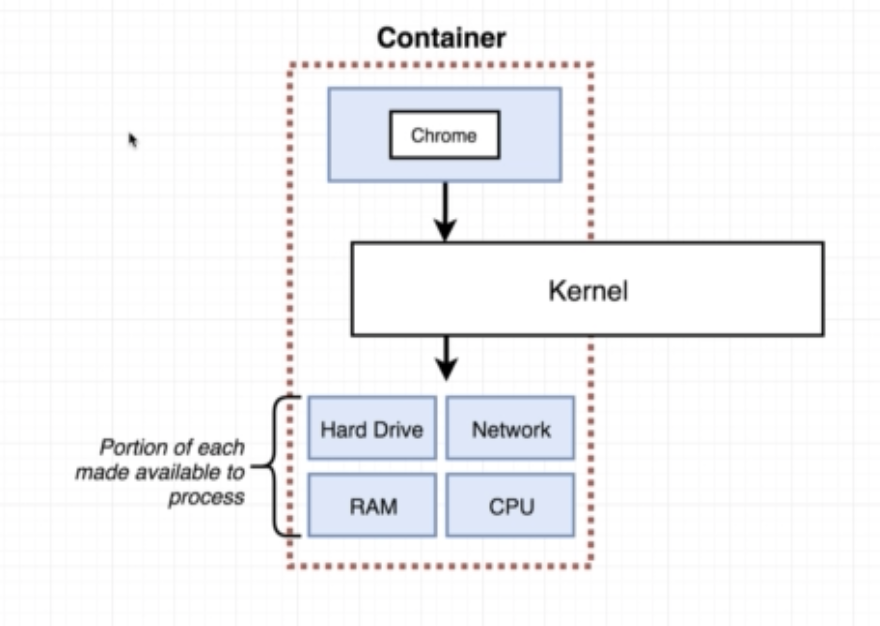 Container
Chrome
Kernel
Hard Drive
Network
Portion of each
made available to
process
RAM
CPU